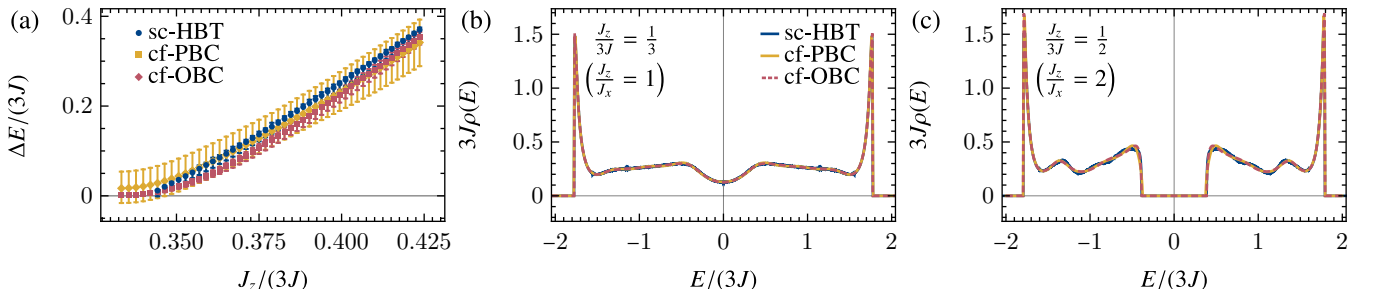 (a)
sc-HBT
cf-PBC
cf-OBC
ΔE/(3J)
0.4
0.2
0
0.350
0.375
0.400
0.425
J_z/(3J)
(b)
J_z/3J = 1/3
(J_z/J_x = 1)
sc-HBT
cf-PBC
cf-OBC
3Jρ(E)
1.5
1.0
0.5
0
−2
−1
0
1
2
E/(3J)
(c)
J_z/3J = 1/2
(J_z/J_x = 2)
3Jρ(E)
1.5
1.0
0.5
0
−2
−1
0
1
2
E/(3J)